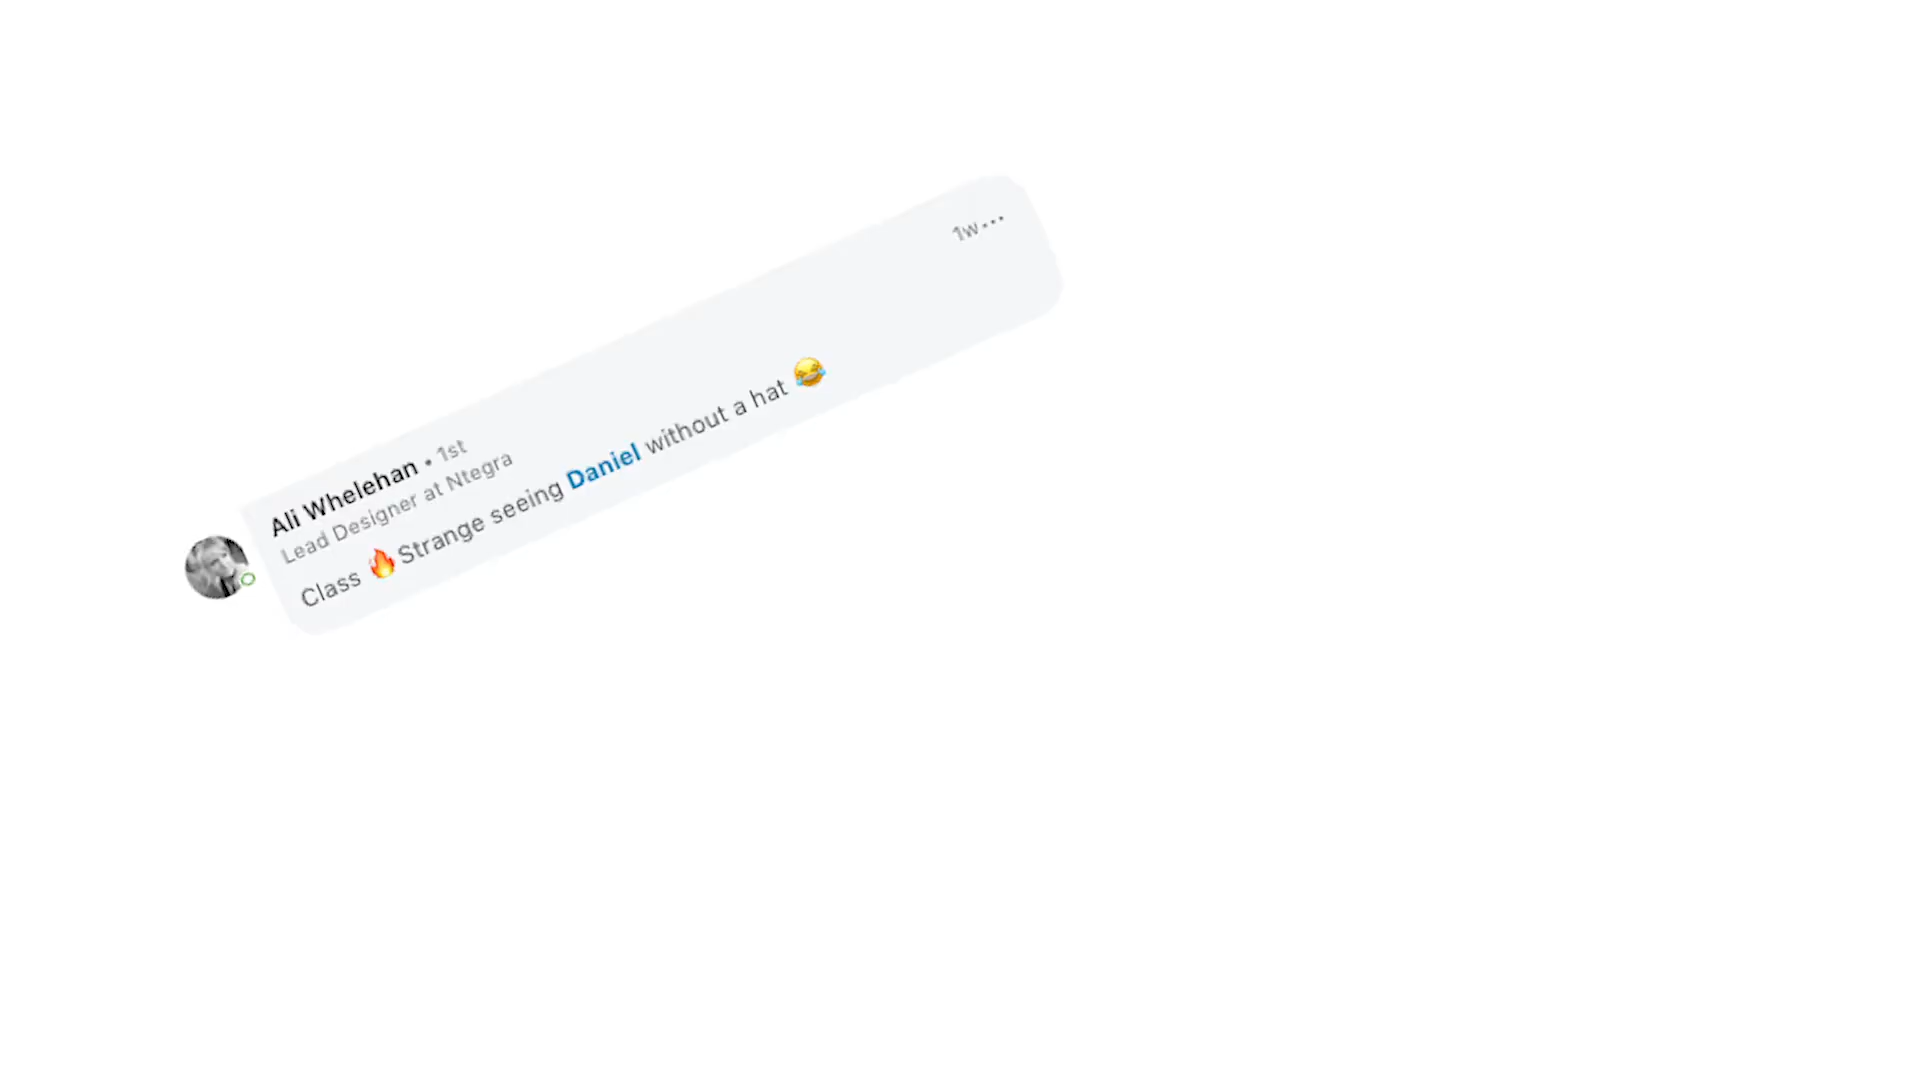 Ali Whelehan • 1st
1w ...
Lead Designer at Ntegra
Class 🔥Strange seeing Daniel without a hat 😂